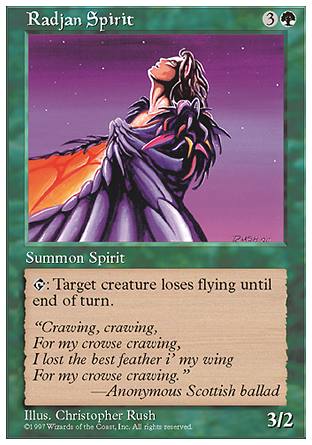 Radjan Spirit 3
Summon Spirit
: Target creature loses flying until
end of turn.
“Crawing, crawing,
For my crowse crawing,
I lost the best feather i’ my wing
For my crowse crawing.”
—Anonymous Scottish ballad
Illus. Christopher Rush
©1997 Wizards of the Coast, Inc. All rights reserved.
3/2